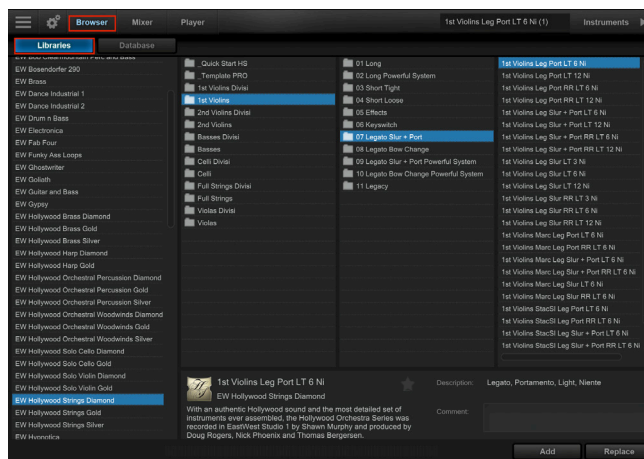 Browser
Mixer
Player
1st Violins Leg Port LT 6 Ni (1)
Instruments
Libraries
Database
EW Bosendorfer 290
EW Brass
EW Dance Industrial 1
EW Dance Industrial 2
EW Drum n Bass
EW Electronica
EW Fab Four
EW Funky Ass Loops
EW Ghostwriter
EW Goliath
EW Guitar and Bass
EW Gypsy
EW Hollywood Brass Diamond
EW Hollywood Brass Gold
EW Hollywood Brass Silver
EW Hollywood Harp Diamond
EW Hollywood Harp Gold
EW Hollywood Orchestral Percussion Diamond
EW Hollywood Orchestral Percussion Gold
EW Hollywood Orchestral Percussion Silver
EW Hollywood Orchestral Woodwinds Diamond
EW Hollywood Orchestral Woodwinds Gold
EW Hollywood Orchestral Woodwinds Silver
EW Hollywood Solo Cello Diamond
EW Hollywood Solo Cello Gold
EW Hollywood Solo Violin Diamond
EW Hollywood Solo Violin Gold
EW Hollywood Strings Diamond
EW Hollywood Strings Gold
EW Hollywood Strings Silver
EW Hypnotica
_Quick Start HS
_Template PRO
1st Violins Divisi
1st Violins
2nd Violins Divisi
2nd Violins
Basses Divisi
Basses
Celli Divisi
Celli
Full Strings Divisi
Full Strings
Violas Divisi
Violas
01 Long
02 Long Powerful System
03 Short Tight
04 Short Loose
05 Effects
06 Keyswitch
07 Legato Slur + Port
08 Legato Bow Change
09 Legato Slur + Port Powerful System
10 Legato Bow Change Powerful System
11 Legacy
1st Violins Leg Port LT 6 Ni
1st Violins Leg Port LT 12 Ni
1st Violins Leg Port RR LT 6 Ni
1st Violins Leg Port RR LT 12 Ni
1st Violins Leg Slur + Port LT 6 Ni
1st Violins Leg Slur + Port LT 12 Ni
1st Violins Leg Slur + Port RR LT 6 Ni
1st Violins Leg Slur + Port RR LT 12 Ni
1st Violins Leg Slur LT 3 Ni
1st Violins Leg Slur LT 6 Ni
1st Violins Leg Slur LT 12 Ni
1st Violins Leg Slur RR LT 3 Ni
1st Violins Leg Slur RR LT 6 Ni
1st Violins Leg Slur RR LT 12 Ni
1st Violins Marc Leg Port LT 6 Ni
1st Violins Marc Leg Port RR LT 6 Ni
1st Violins Marc Leg Slur + Port LT 6 Ni
1st Violins Marc Leg Slur + Port RR LT 6 Ni
1st Violins Marc Leg Slur LT 6 Ni
1st Violins Marc Leg Slur RR LT 6 Ni
1st Violins StacSl Leg Port LT 6 Ni
1st Violins StacSl Leg Port RR LT 6 Ni
1st Violins StacSl Leg Slur + Port LT 6 Ni
1st Violins StacSl Leg Slur + Port RR LT 6 Ni
1st Violins Leg Port LT 6 Ni
EW Hollywood Strings Diamond
With an authentic Hollywood sound and the most detailed set of
instruments ever assembled, the Hollywood Orchestra Series was
recorded in EastWest Studio 1 by Shawn Murphy and produced by
Doug Rogers, Nick Phoenix and Thomas Bergersen.
Description: Legato, Portamento, Light, Niente
Comment:
Add
Replace